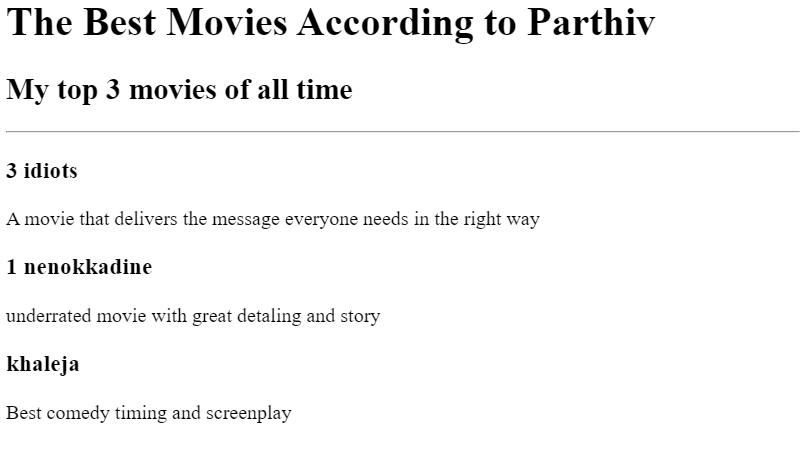 The Best Movies According to Parthiv
My top 3 movies of all time
3 idiots
A movie that delivers the message everyone needs in the right way
1 nenokkadine
underrated movie with great detaling and story
khaleja
Best comedy timing and screenplay